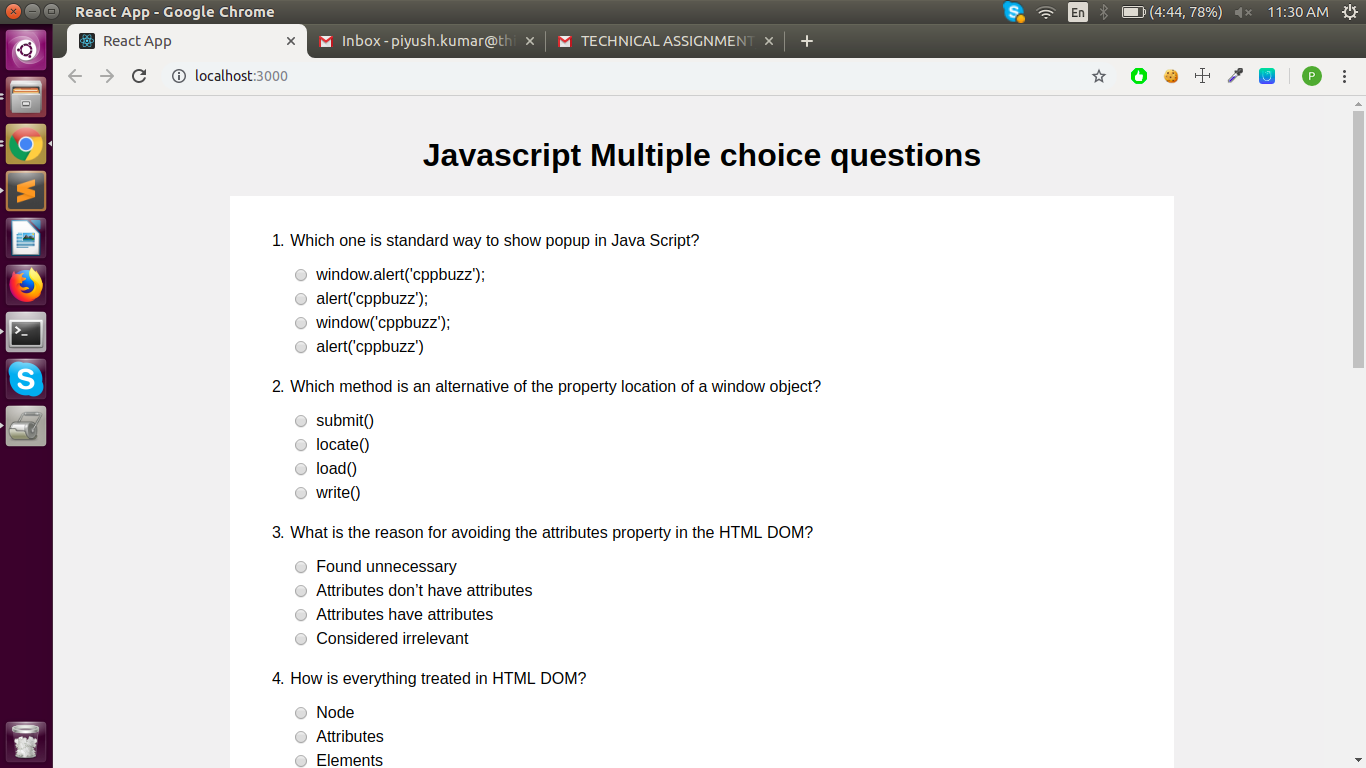 React App - Google Chrome
En
(4:44, 78%)
11:30 AM
React App
Inbox - piyush.kumar@th
TECHNICAL ASSIGNMENT
localhost:3000
P
Javascript Multiple choice questions
1. Which one is standard way to show popup in Java Script?
window.alert('cppbuzz');
alert('cppbuzz');
window('cppbuzz');
alert('cppbuzz')
2. Which method is an alternative of the property location of a window object?
submit()
locate()
load()
write()
3. What is the reason for avoiding the attributes property in the HTML DOM?
Found unnecessary
Attributes don’t have attributes
Attributes have attributes
Considered irrelevant
4. How is everything treated in HTML DOM?
Node
Attributes
Elements